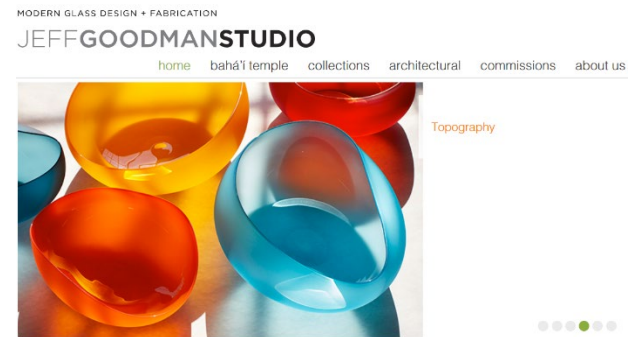 MODERN GLASS DESIGN + FABRICATION
JEFFGOODMANSTUDIO
home bahá'í temple collections architectural commissions about us
Topography